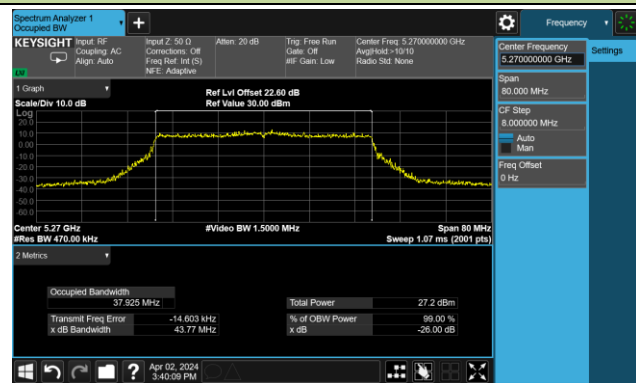 Spectrum Analyzer 1
Occupied BW
+
Frequency
KEYSIGHT
Input: RF
Coupling: AC
Align: Auto
Input Z: 50 Ω
Corrections: Off
Freq Ref: Int (S)
NFE: Adaptive
Atten: 20 dB
Trig: Free Run
Gate: Off
#IF Gain: Low
Center Freq: 5.270000000 GHz
Avg|Hold:>10/10
Radio Std: None
Center Frequency
5.270000000 GHz
Settings
Span
80.000 MHz
CF Step
8.000000 MHz
Auto
Man
Freq Offset
0 Hz
1 Graph
Scale/Div 10.0 dB
Ref Lvl Offset 22.60 dB
Ref Value 30.00 dBm
Log
20.0
10.0
0.00
-10.0
-20.0
-30.0
-40.0
-50.0
-60.0
Center 5.27 GHz
#Video BW 1.5000 MHz
Span 80 MHz
#Res BW 470.00 kHz
Sweep 1.07 ms (2001 pts)
2 Metrics
Occupied Bandwidth
37.925 MHz
Total Power 27.2 dBm
Transmit Freq Error -14.603 kHz
% of OBW Power 99.00 %
x dB Bandwidth 43.77 MHz
x dB -26.00 dB
?
Apr 02, 2024
3:40:09 PM